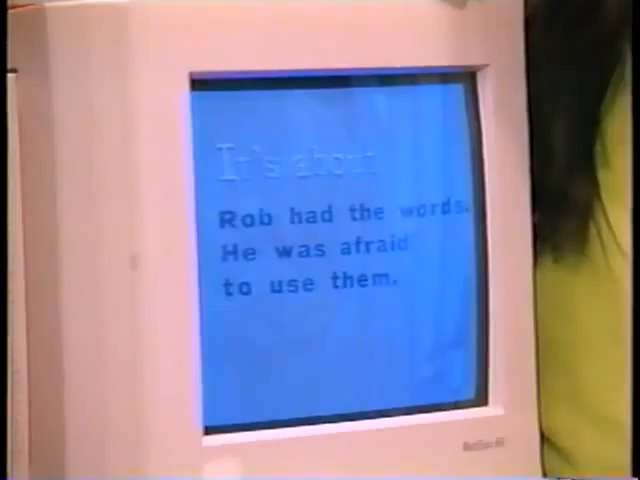 It's about
Rob had the words.
He was afraid
to use them.